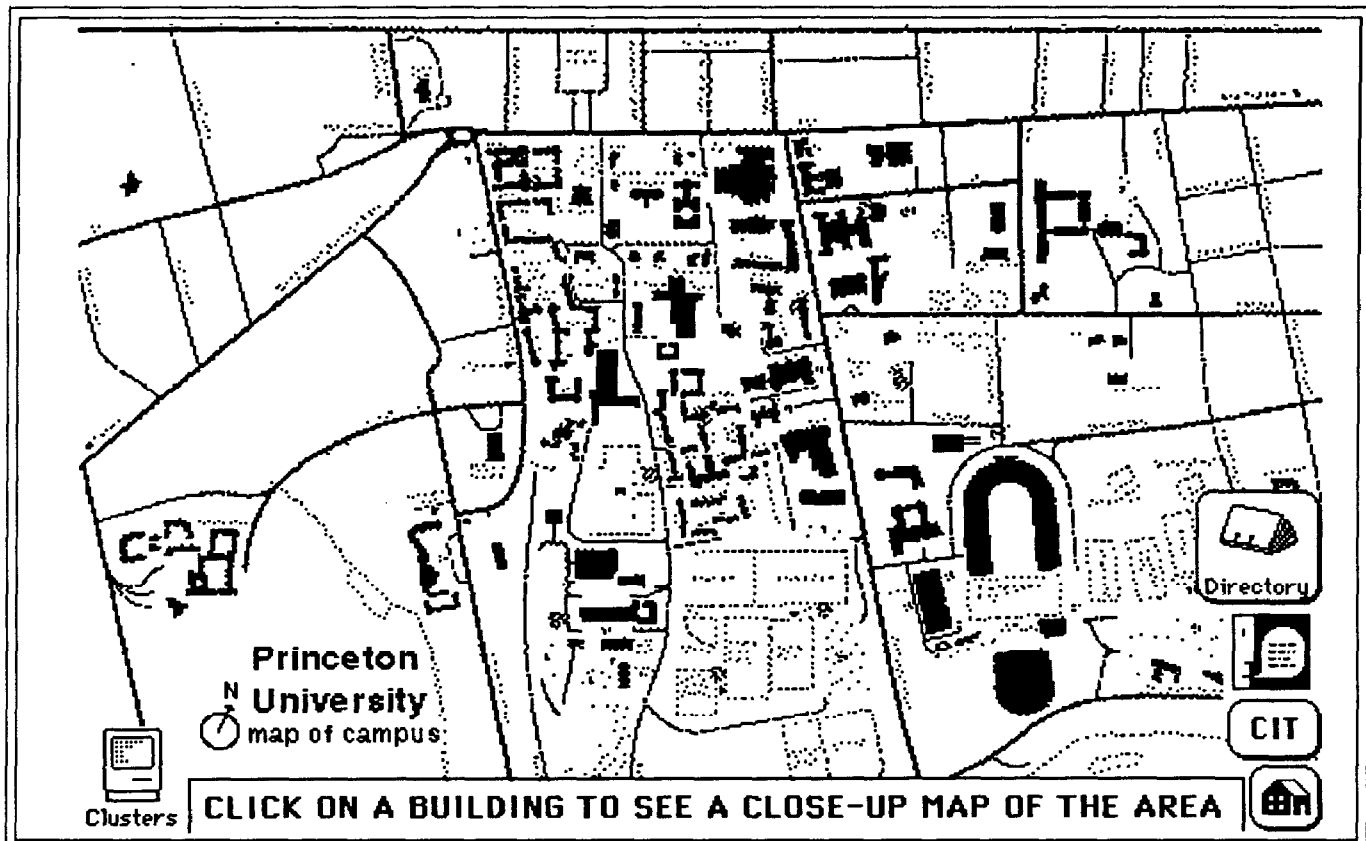 Directory
Princeton
University
N
map of campus
CIT
Clusters
CLICK ON A BUILDING TO SEE A CLOSE-UP MAP OF THE AREA